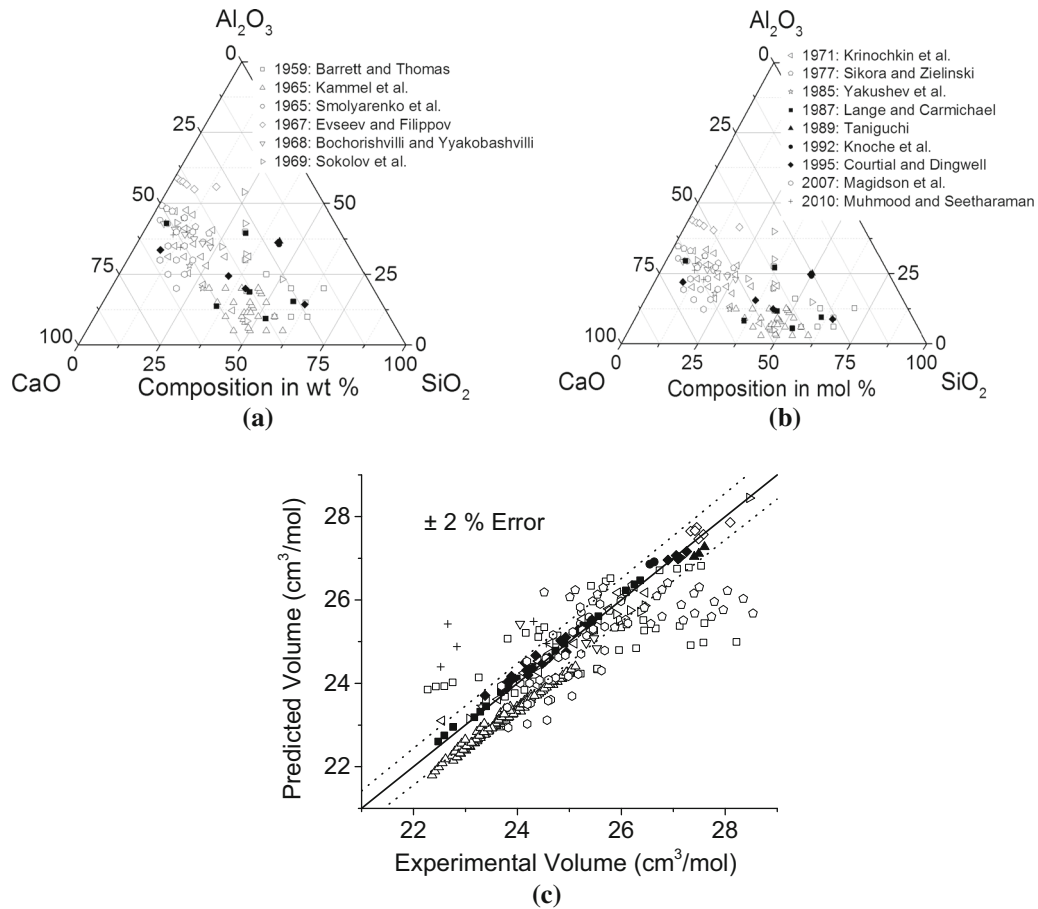 Al2O3
0
1959: Barrett and Thomas
1965: Kammel et al.
1965: Smolyarenko et al.
1967: Evseev and Filippov
1968: Bochorishvilli and Yyakobashvilli
1969: Sokolov et al.
25
50
50
75
25
100
0
0
25
50
75
100
CaO
Composition in wt %
SiO2
(a)
Al2O3
0
1971: Krinochkin et al.
1977: Sikora and Zielinski
1985: Yakushev et al.
1987: Lange and Carmichael
1989: Taniguchi
1992: Knoche et al.
1995: Courtial and Dingwell
2007: Magidson et al.
2010: Muhmood and Seetharaman
25
50
50
75
25
100
0
0
25
50
75
100
CaO
Composition in mol %
SiO2
(b)
± 2 % Error
Predicted Volume (cm3/mol)
28
26
24
22
22
24
26
28
Experimental Volume (cm3/mol)
(c)